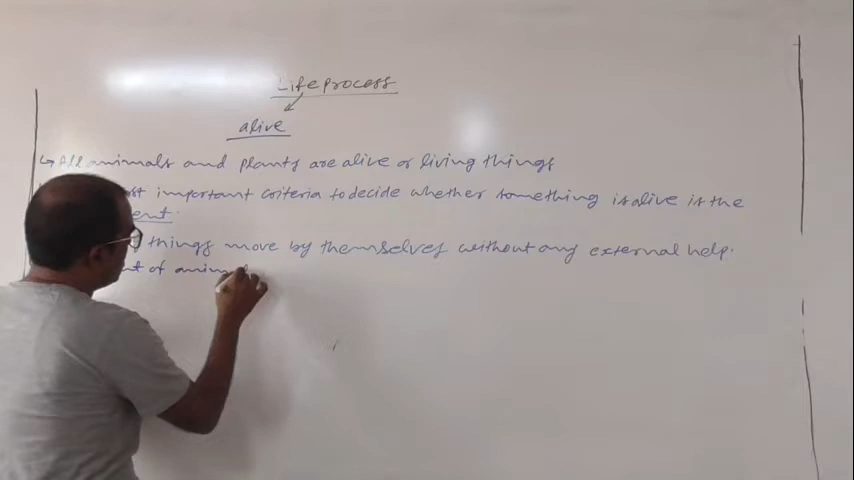 Life process
alive
↳ All animals and plants are alive or living things
important criteria to decide whether something is alive is the
things move by themselves without any external help.
of